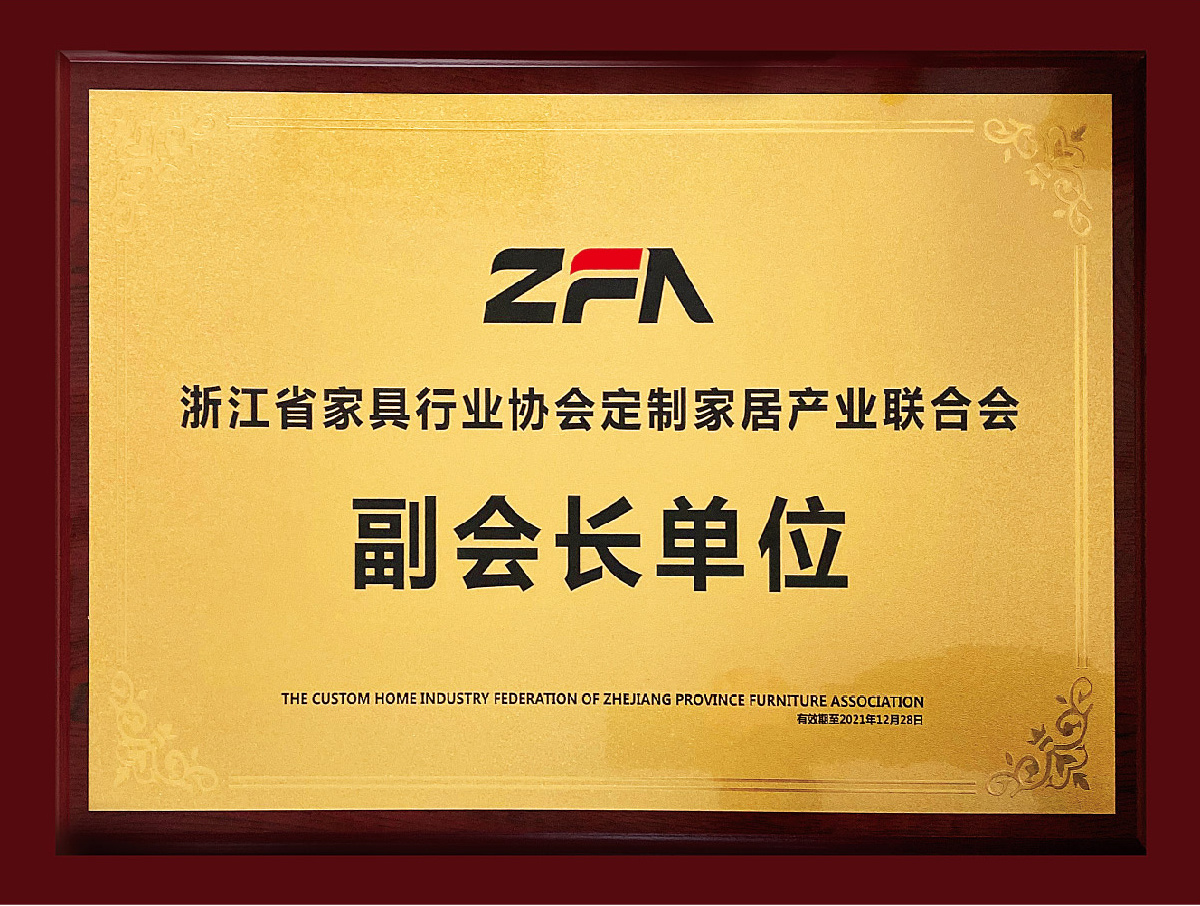 ZFA
浙江省家具行业协会定制家居产业联合会
副会长单位
THE CUSTOM HOME INDUSTRY FEDERATION OF ZHEJIANG PROVINCE FURNITURE ASSOCIATION
有效期至2021年12月28日